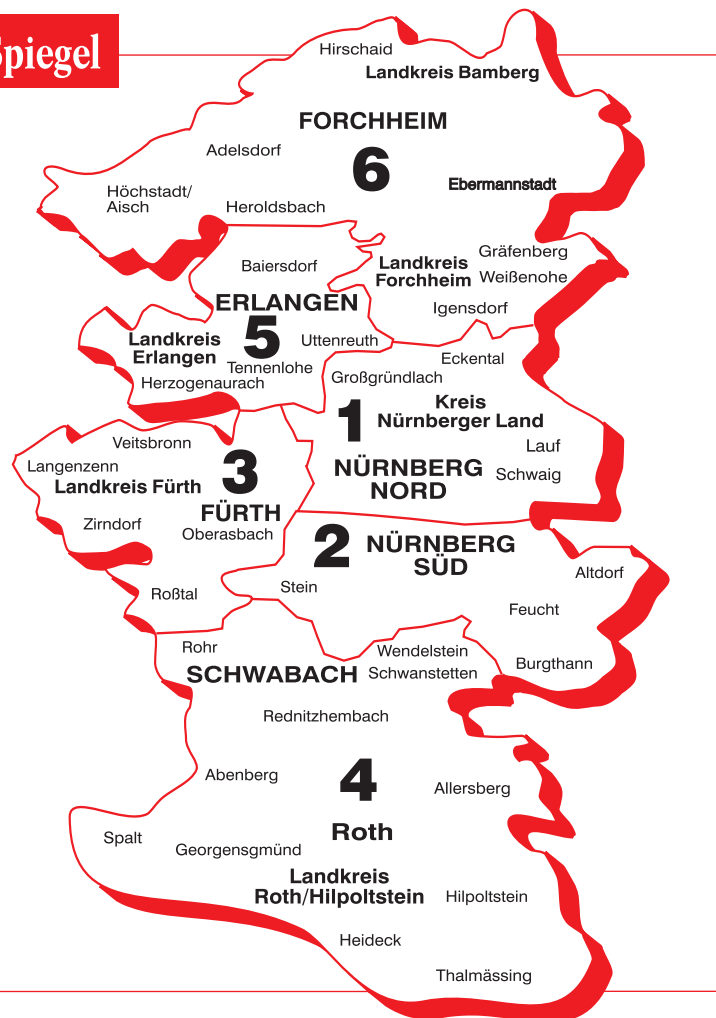 Spiegel
Hirschaid
Landkreis Bamberg
FORCHHEIM
Adelsdorf
6
Ebermannstadt
Höchstadt/
Aisch
Heroldsbach
Gräfenberg
Landkreis
Forchheim
Weißenohe
Baiersdorf
ERLANGEN
Igensdorf
5
Landkreis
Erlangen
Uttenreuth
Tennenlohe
Herzogenaurach
Eckental
Großgründlach
Kreis
Nürnberger Land
1
Lauf
NÜRNBERG
NORD
Schwaig
Veitsbronn
Langenzenn
3
Landkreis Fürth
FÜRTH
Zirndorf
Oberasbach
2
NÜRNBERG
SÜD
Altdorf
Stein
Roßtal
Feucht
Rohr
Wendelstein
Burgthann
SCHWABACH
Schwanstetten
Rednitzhembach
Abenberg
4
Allersberg
Roth
Spalt
Georgensgmünd
Landkreis
Roth/Hilpoltstein
Hilpoltstein
Heideck
Thalmässing